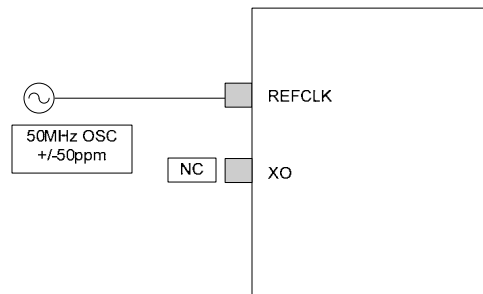 REFCLK
50MHz OSC
+/-50ppm
NC
XO